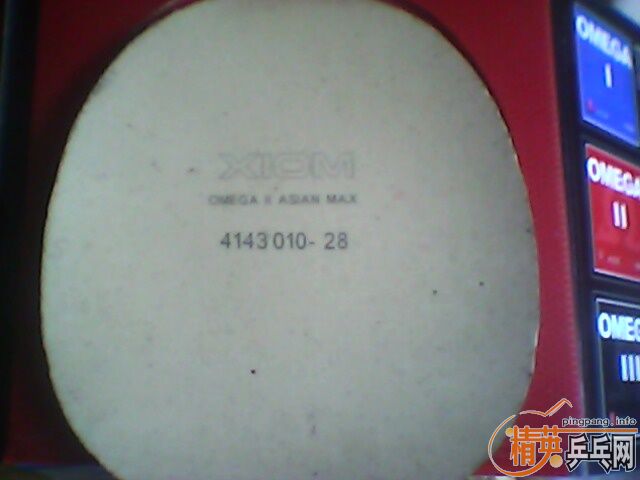 XIOM
OMEGA II ASIAN MAX
4143 010- 28
OMEGA
I
OMEGA
II
OMEG
III
pingpang.info
精英乒乓网